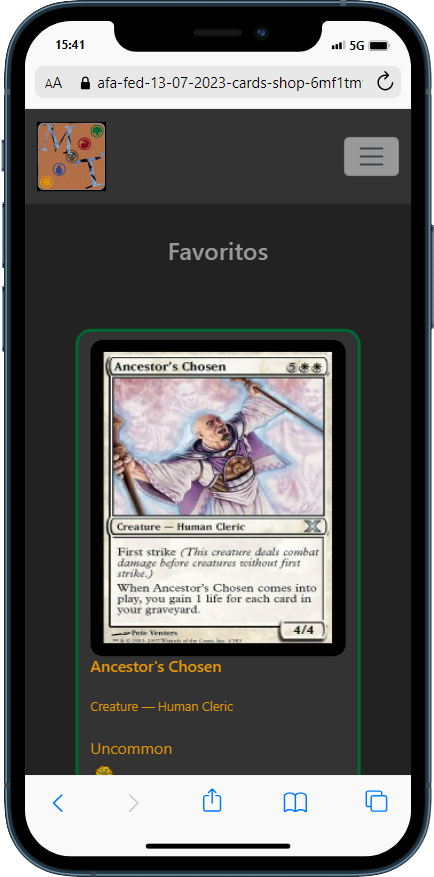 15:41
5G
AA
afa-fed-13-07-2023-cards-shop-6mf1tm
M
T
Favoritos
Ancestor's Chosen
5
Creature — Human Cleric
X
First strike (This creature deals combat
damage before creatures without first
strike.)
When Ancestor's Chosen comes into
play, you gain 1 life for each card in
your graveyard.
4/4
Pete Venters
Ancestor's Chosen
Creature — Human Cleric
Uncommon